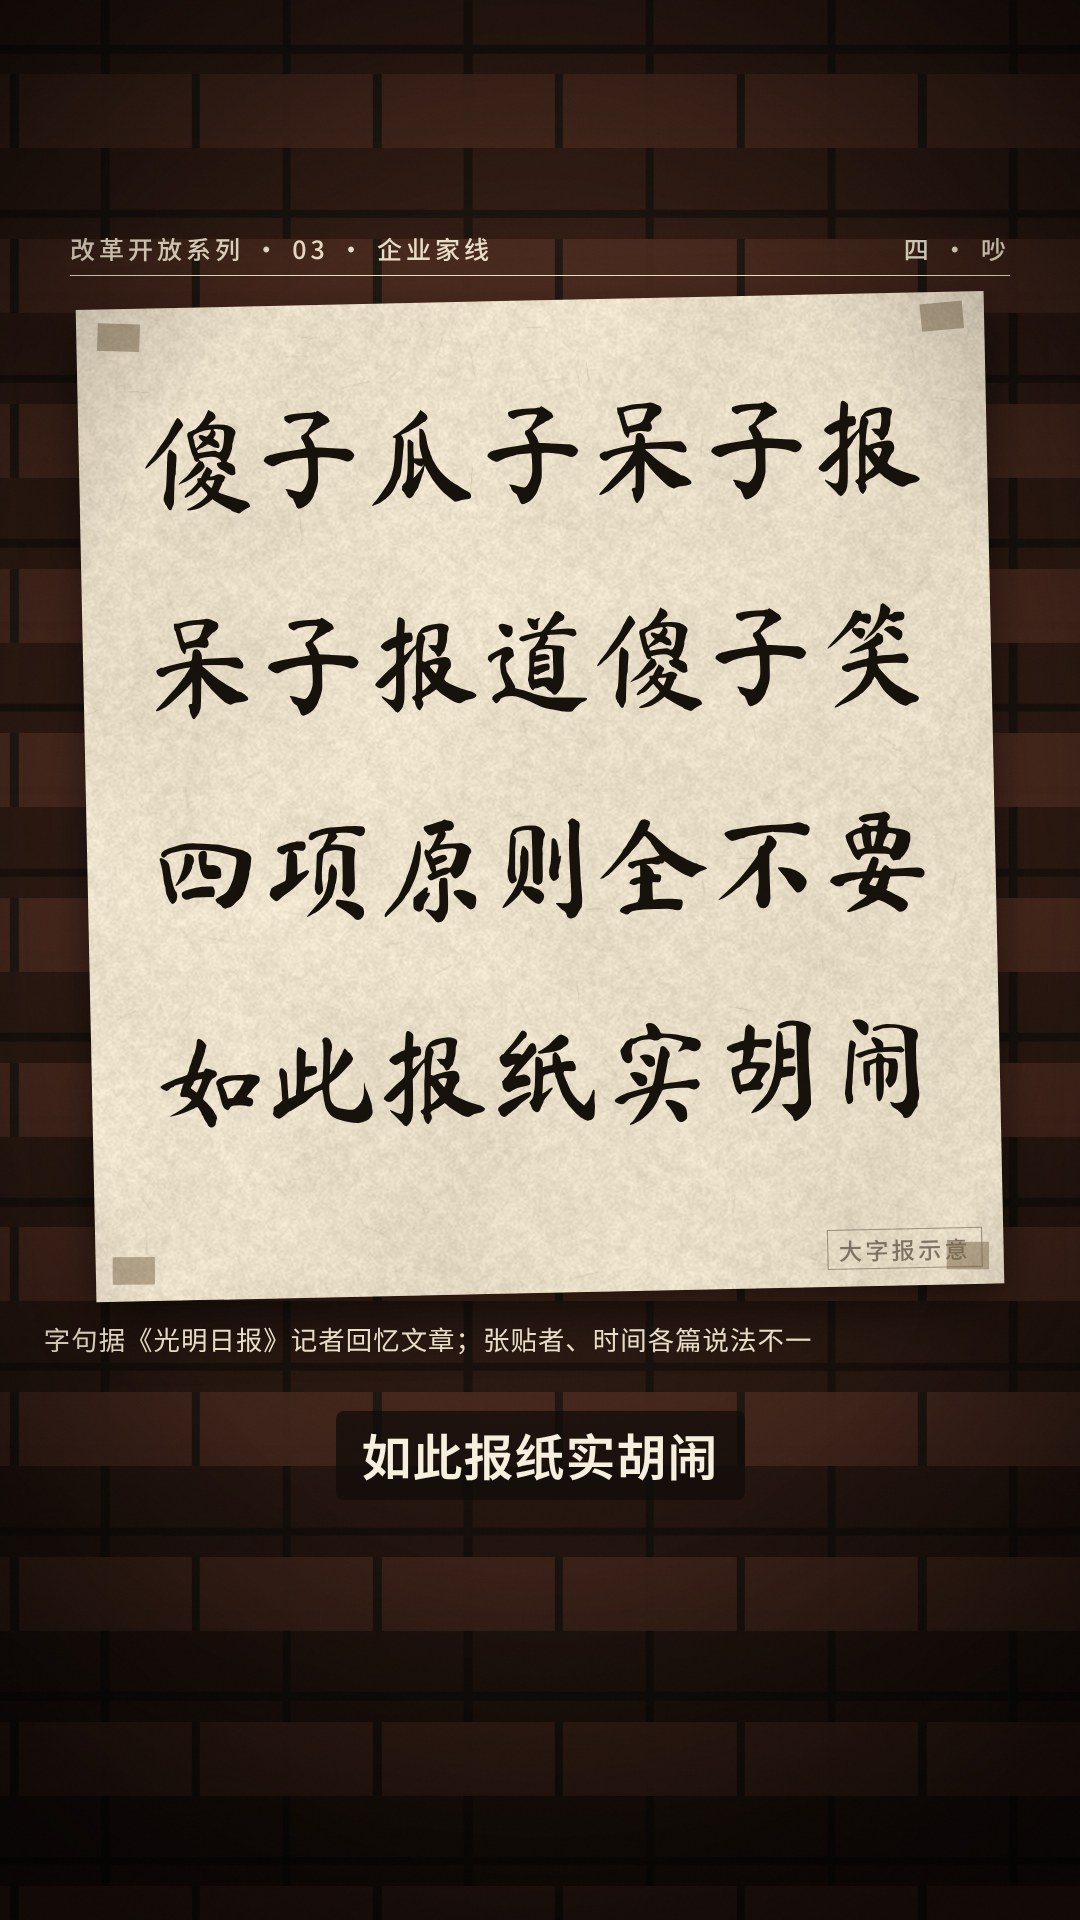 改革开放系列 · 03 · 企业家线
四 · 吵
傻子瓜子呆子报
呆子报道傻子笑
四项原则全不要
如此报纸实胡闹
大字报示意
字句据《光明日报》记者回忆文章；张贴者、时间各篇说法不一
如此报纸实胡闹